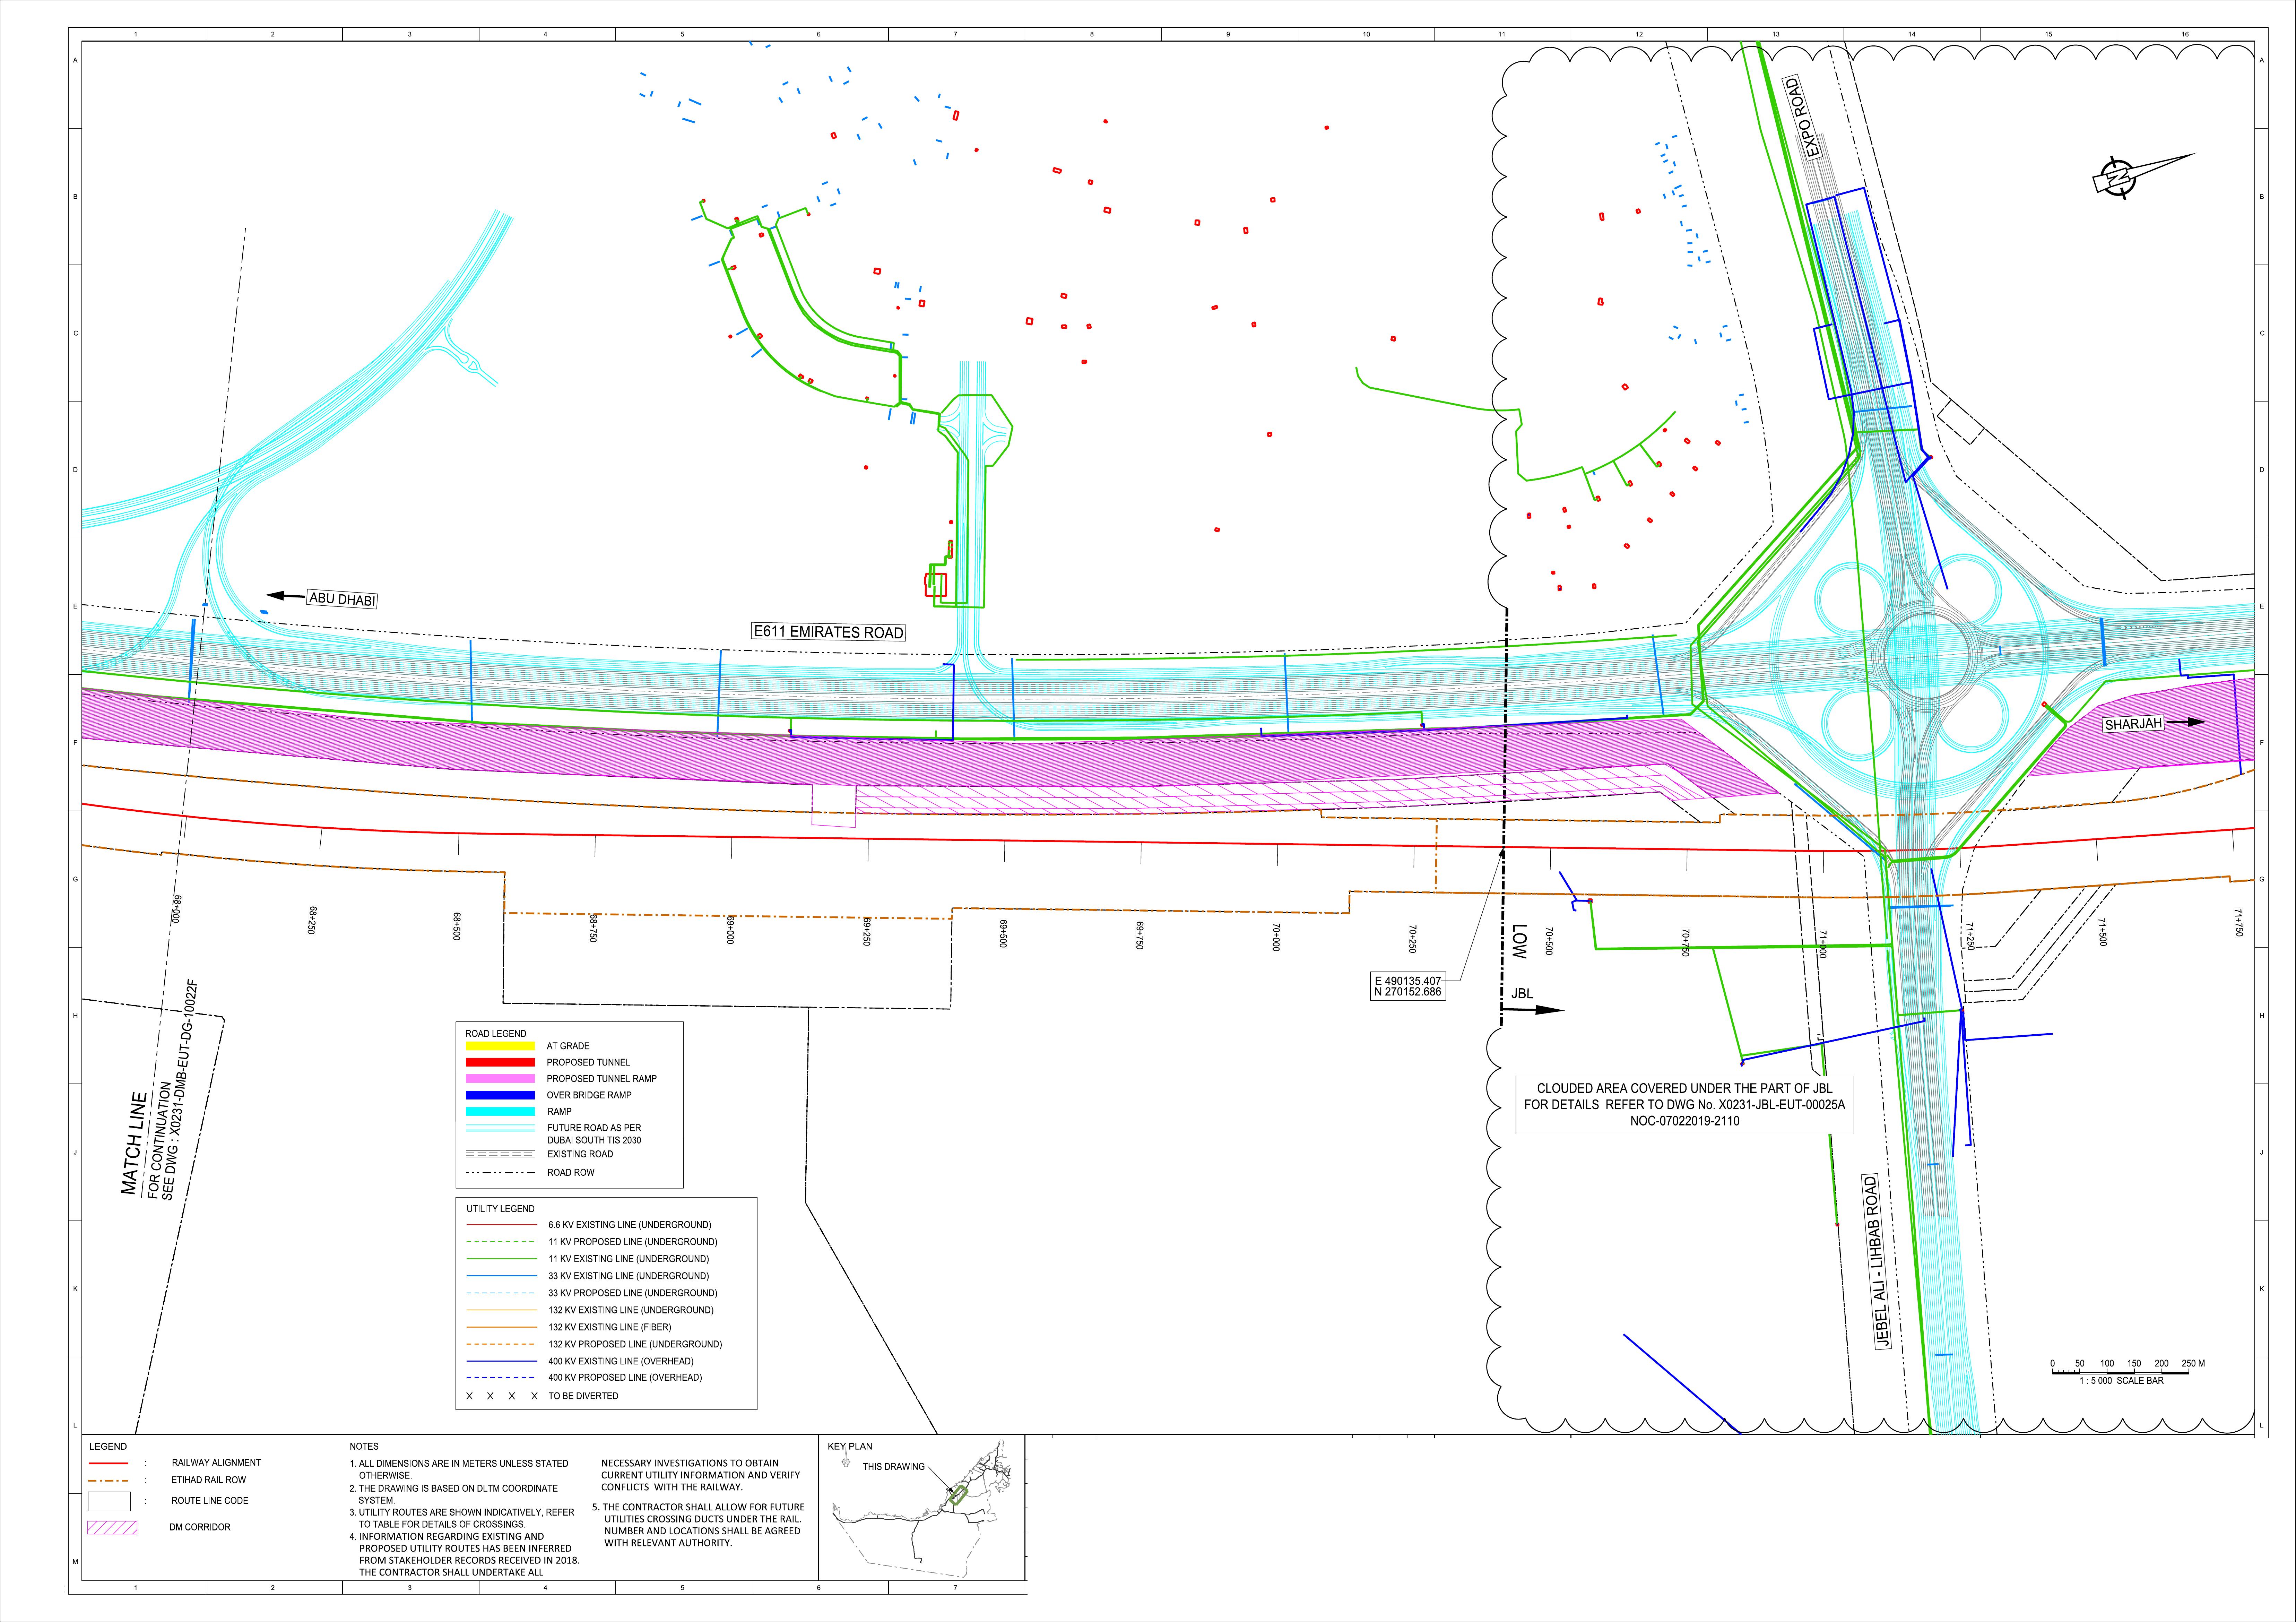 1 2 3 4 5 6 7 8 9 10 11 12 13 14 15 16
A A
B B
C C
D D
E E
F F
G G
H H
J J
K K
L L
M
EXPO ROAD
N
ABU DHABI
E611 EMIRATES ROAD
SHARJAH
68+000
68+250
68+500
68+750
69+000
69+250
69+500
69+750
70+000
70+250
70+500
70+750
71+000
71+250
71+500
71+750
LOW
JBL
E 490135.407
N 270152.686
MATCH LINE
FOR CONTINUATION
SEE DWG : X0231-DMB-EUT-DG-10022F
CLOUDED AREA COVERED UNDER THE PART OF JBL
FOR DETAILS REFER TO DWG No. X0231-JBL-EUT-00025A
NOC-07022019-2110
JEBEL ALI - LIHBAB ROAD
0 50 100 150 200 250 M
1 : 5 000 SCALE BAR
ROAD LEGEND
AT GRADE
PROPOSED TUNNEL
PROPOSED TUNNEL RAMP
OVER BRIDGE RAMP
RAMP
FUTURE ROAD AS PER
DUBAI SOUTH TIS 2030
EXISTING ROAD
ROAD ROW
UTILITY LEGEND
6.6 KV EXISTING LINE (UNDERGROUND)
11 KV PROPOSED LINE (UNDERGROUND)
11 KV EXISTING LINE (UNDERGROUND)
33 KV EXISTING LINE (UNDERGROUND)
33 KV PROPOSED LINE (UNDERGROUND)
132 KV EXISTING LINE (UNDERGROUND)
132 KV EXISTING LINE (FIBER)
132 KV PROPOSED LINE (UNDERGROUND)
400 KV EXISTING LINE (OVERHEAD)
400 KV PROPOSED LINE (OVERHEAD)
X X X X TO BE DIVERTED
LEGEND
: RAILWAY ALIGNMENT
: ETIHAD RAIL ROW
: ROUTE LINE CODE
DM CORRIDOR
NOTES
1. ALL DIMENSIONS ARE IN METERS UNLESS STATED
OTHERWISE.
2. THE DRAWING IS BASED ON DLTM COORDINATE
SYSTEM.
3. UTILITY ROUTES ARE SHOWN INDICATIVELY, REFER
TO TABLE FOR DETAILS OF CROSSINGS.
4. INFORMATION REGARDING EXISTING AND
PROPOSED UTILITY ROUTES HAS BEEN INFERRED
FROM STAKEHOLDER RECORDS RECEIVED IN 2018.
THE CONTRACTOR SHALL UNDERTAKE ALL
NECESSARY INVESTIGATIONS TO OBTAIN
CURRENT UTILITY INFORMATION AND VERIFY
CONFLICTS WITH THE RAILWAY.
5. THE CONTRACTOR SHALL ALLOW FOR FUTURE
UTILITIES CROSSING DUCTS UNDER THE RAIL.
NUMBER AND LOCATIONS SHALL BE AGREED
WITH RELEVANT AUTHORITY.
KEY PLAN
THIS DRAWING
1 2 3 4 5 6 7